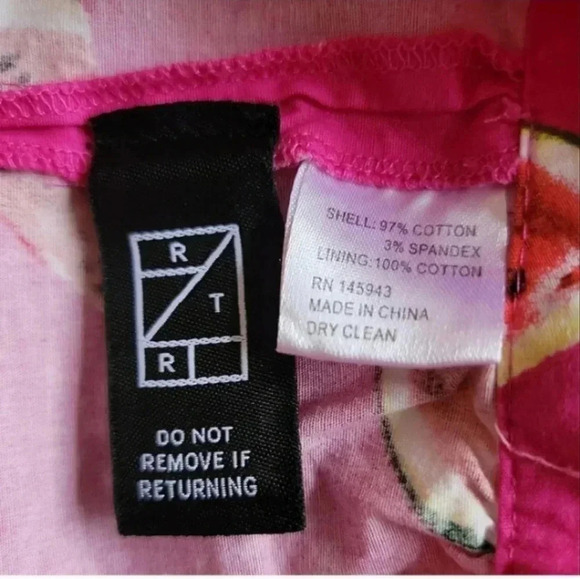 R
T
R
DO NOT
REMOVE IF
RETURNING
SHELL: 97% COTTON
3% SPANDEX
LINING:100% COTTON
RN 145943
MADE IN CHINA
DRY CLEAN